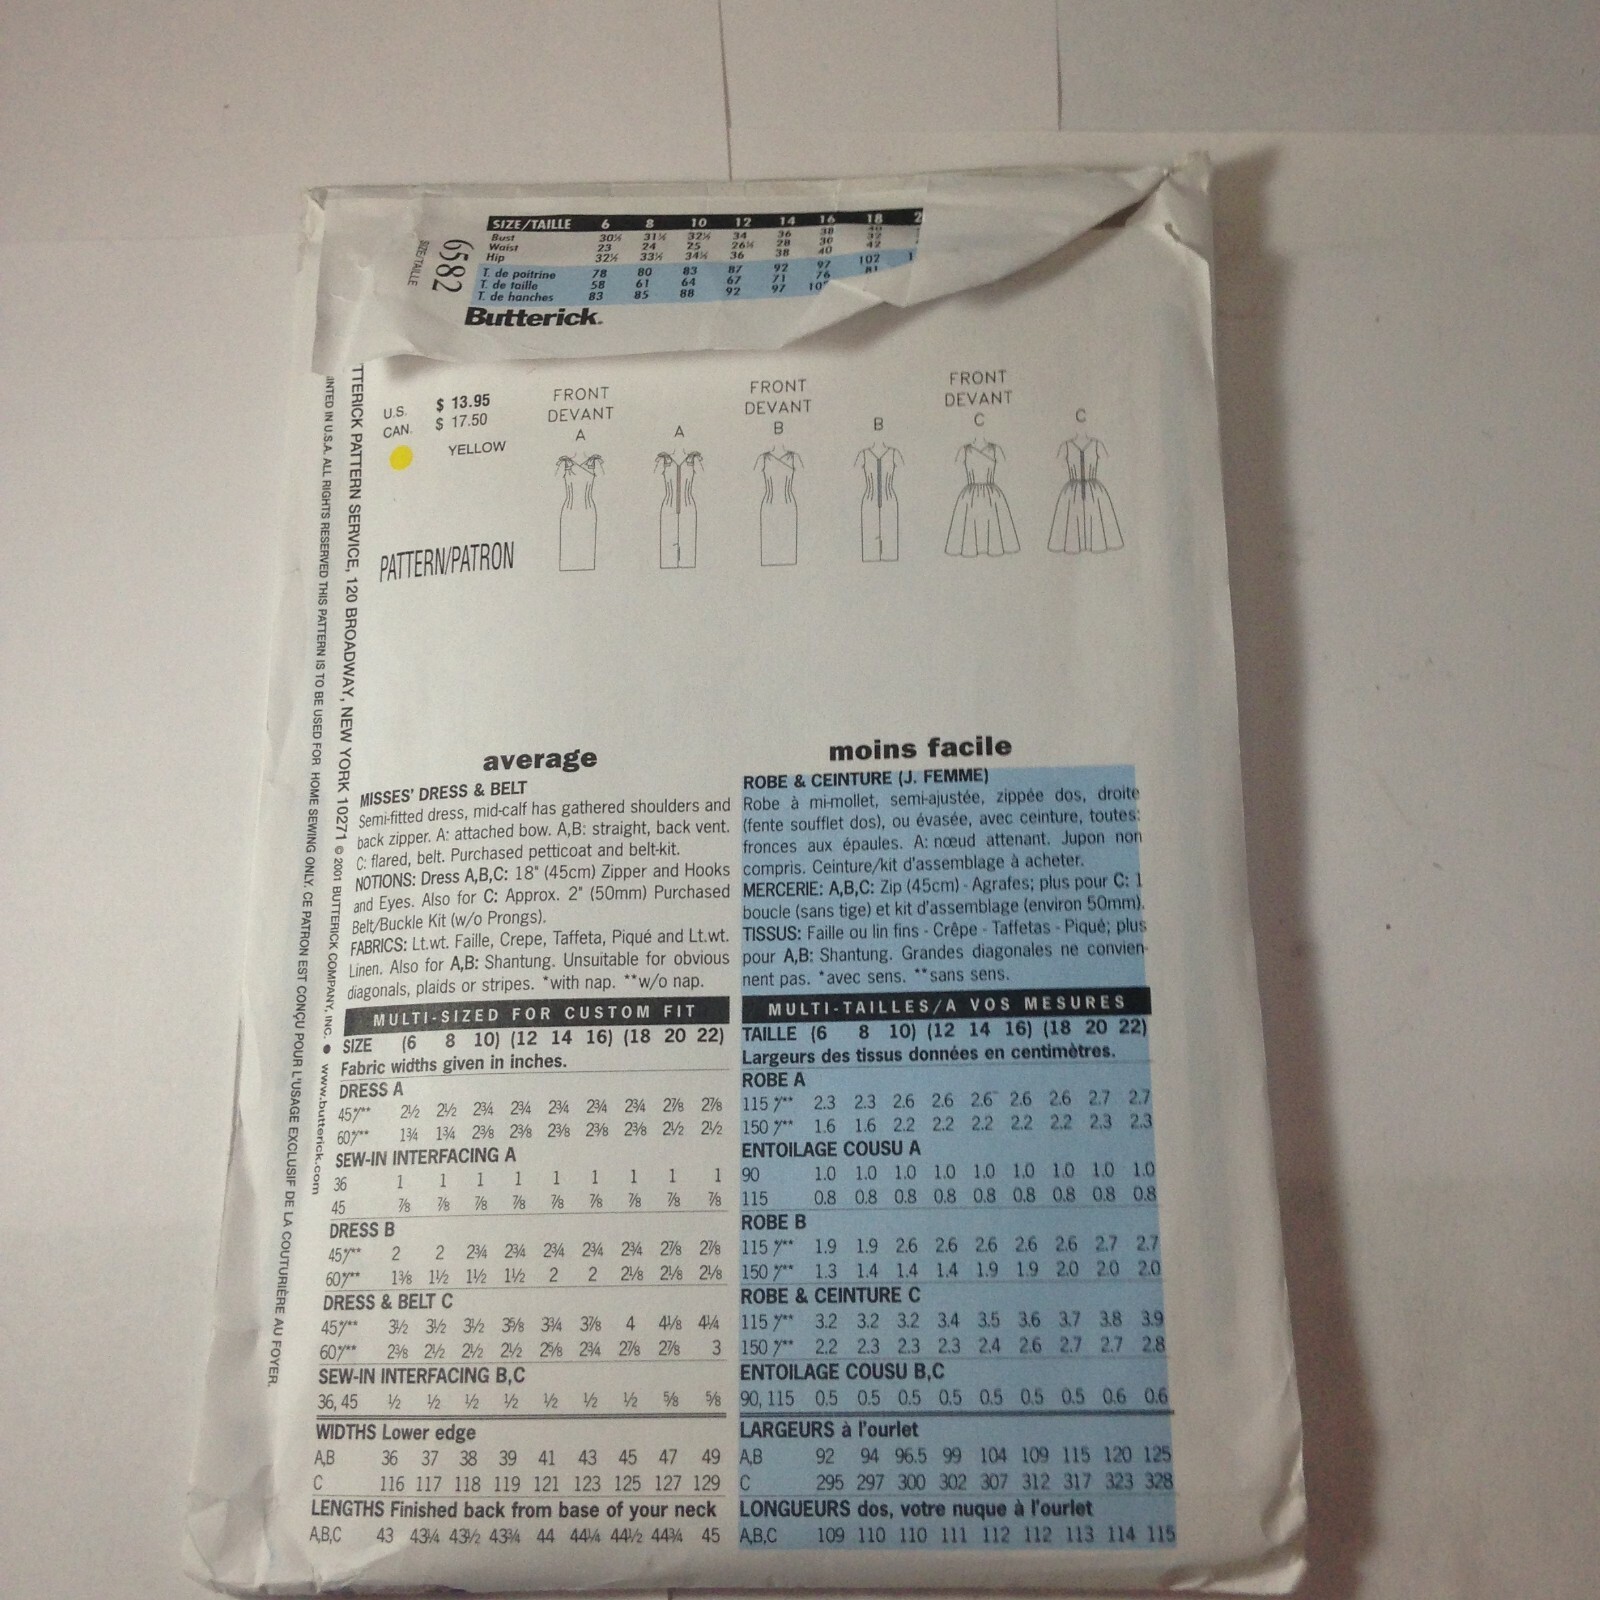 SIZE/TAILLE 6 8 10 12 14 16 18
Bust 30½ 31½ 32½ 34 36 38 40
Waist 23 24 25 26½ 28 30 32
Hip 32½ 33½ 34½ 36 38 40 42
T. de poitrine 78 80 83 87 92 97 102
T. de taille 58 61 64 67 71 76 81
T. de hanches 83 85 88 92 97
6582
SIZE/TAILLE
Butterick.
U.S. $ 13.95
CAN. $ 17.50
YELLOW
PATTERN/PATRON
FRONT DEVANT A
A
FRONT DEVANT B
B
FRONT DEVANT C
C
TTERICK PATTERN SERVICE, 120 BROADWAY, NEW YORK 10271 © 2001 BUTTERICK COMPANY, INC. ● www.butterick.com
INTED IN U.S.A. ALL RIGHTS RESERVED THIS PATTERN IS TO BE USED FOR HOME SEWING ONLY. CE PATRON EST CONÇU POUR L'USAGE EXCLUSIF DE LA COUTURIÈRE AU FOYER.
average
MISSES' DRESS & BELT
Semi-fitted dress, mid-calf has gathered shoulders and
back zipper. A: attached bow. A,B: straight, back vent.
C: flared, belt. Purchased petticoat and belt-kit.
NOTIONS: Dress A,B,C: 18" (45cm) Zipper and Hooks
and Eyes. Also for C: Approx. 2" (50mm) Purchased
Belt/Buckle Kit (w/o Prongs).
FABRICS: Lt.wt. Faille, Crepe, Taffeta, Piqué and Lt.wt.
Linen. Also for A,B: Shantung. Unsuitable for obvious
diagonals, plaids or stripes. *with nap. **w/o nap.
MULTI-SIZED FOR CUSTOM FIT
SIZE (6 8 10) (12 14 16) (18 20 22)
Fabric widths given in inches.
DRESS A
45*/** 2½ 2½ 2¾ 2¾ 2¾ 2¾ 2¾ 2⅞ 2⅞
60*/** 1¾ 1¾ 2⅜ 2⅜ 2⅜ 2⅜ 2⅜ 2½ 2½
SEW-IN INTERFACING A
36 1 1 1 1 1 1 1 1 1
45 ⅞ ⅞ ⅞ ⅞ ⅞ ⅞ ⅞ ⅞ ⅞
DRESS B
45*/** 2 2 2¾ 2¾ 2¾ 2¾ 2¾ 2⅞ 2⅞
60*/** 1⅜ 1½ 1½ 1½ 2 2 2⅛ 2⅛ 2⅛
DRESS & BELT C
45*/** 3½ 3½ 3½ 3⅝ 3¾ 3⅞ 4 4⅛ 4¼
60*/** 2⅜ 2½ 2½ 2½ 2⅝ 2¾ 2⅞ 2⅞ 3
SEW-IN INTERFACING B,C
36, 45 ½ ½ ½ ½ ½ ½ ½ ⅝ ⅝
WIDTHS Lower edge
A,B 36 37 38 39 41 43 45 47 49
C 116 117 118 119 121 123 125 127 129
LENGTHS Finished back from base of your neck
A,B,C 43 43¼ 43½ 43¾ 44 44¼ 44½ 44¾ 45
moins facile
ROBE & CEINTURE (J. FEMME)
Robe à mi-mollet, semi-ajustée, zippée dos, droite
(fente soufflet dos), ou évasée, avec ceinture, toutes:
fronces aux épaules. A: nœud attenant. Jupon non
compris. Ceinture/kit d'assemblage à acheter.
MERCERIE: A,B,C: Zip (45cm) - Agrafes; plus pour C: 1
boucle (sans tige) et kit d'assemblage (environ 50mm).
TISSUS: Faille ou lin fins - Crêpe - Taffetas - Piqué; plus
pour A,B: Shantung. Grandes diagonales ne convien-
nent pas. *avec sens. **sans sens.
MULTI-TAILLES/A VOS MESURES
TAILLE (6 8 10) (12 14 16) (18 20 22)
Largeurs des tissus données en centimètres.
ROBE A
115 */** 2.3 2.3 2.6 2.6 2.6 2.6 2.6 2.7 2.7
150 */** 1.6 1.6 2.2 2.2 2.2 2.2 2.2 2.3 2.3
ENTOILAGE COUSU A
90 1.0 1.0 1.0 1.0 1.0 1.0 1.0 1.0 1.0
115 0.8 0.8 0.8 0.8 0.8 0.8 0.8 0.8 0.8
ROBE B
115 */** 1.9 1.9 2.6 2.6 2.6 2.6 2.6 2.7 2.7
150 */** 1.3 1.4 1.4 1.4 1.9 1.9 2.0 2.0 2.0
ROBE & CEINTURE C
115 */** 3.2 3.2 3.2 3.4 3.5 3.6 3.7 3.8 3.9
150 */** 2.2 2.3 2.3 2.3 2.4 2.6 2.7 2.7 2.8
ENTOILAGE COUSU B,C
90, 115 0.5 0.5 0.5 0.5 0.5 0.5 0.5 0.6 0.6
LARGEURS à l'ourlet
A,B 92 94 96.5 99 104 109 115 120 125
C 295 297 300 302 307 312 317 323 328
LONGUEURS dos, votre nuque à l'ourlet
A,B,C 109 110 110 111 112 112 113 114 115